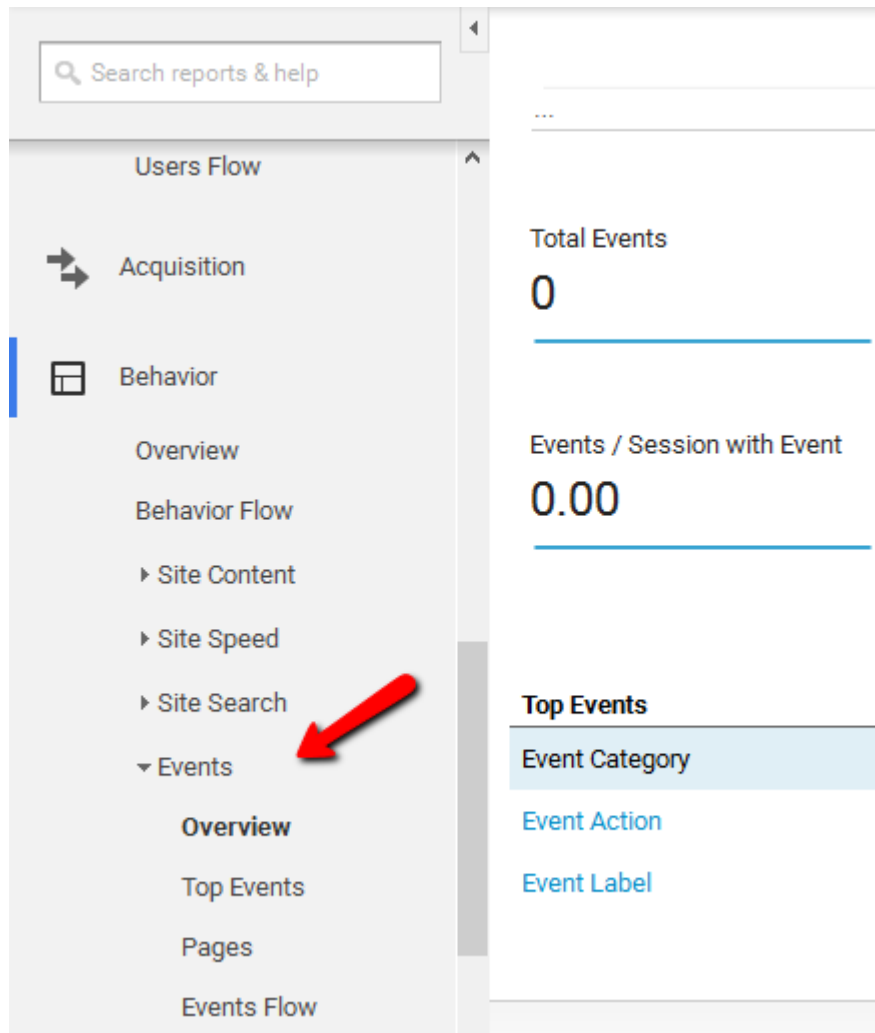 Search reports & help
Users Flow
Acquisition
Behavior
Overview
Behavior Flow
Site Content
Site Speed
Site Search
Events
Overview
Top Events
Pages
Events Flow
...
Total Events
0
Events / Session with Event
0.00
Top Events
Event Category
Event Action
Event Label